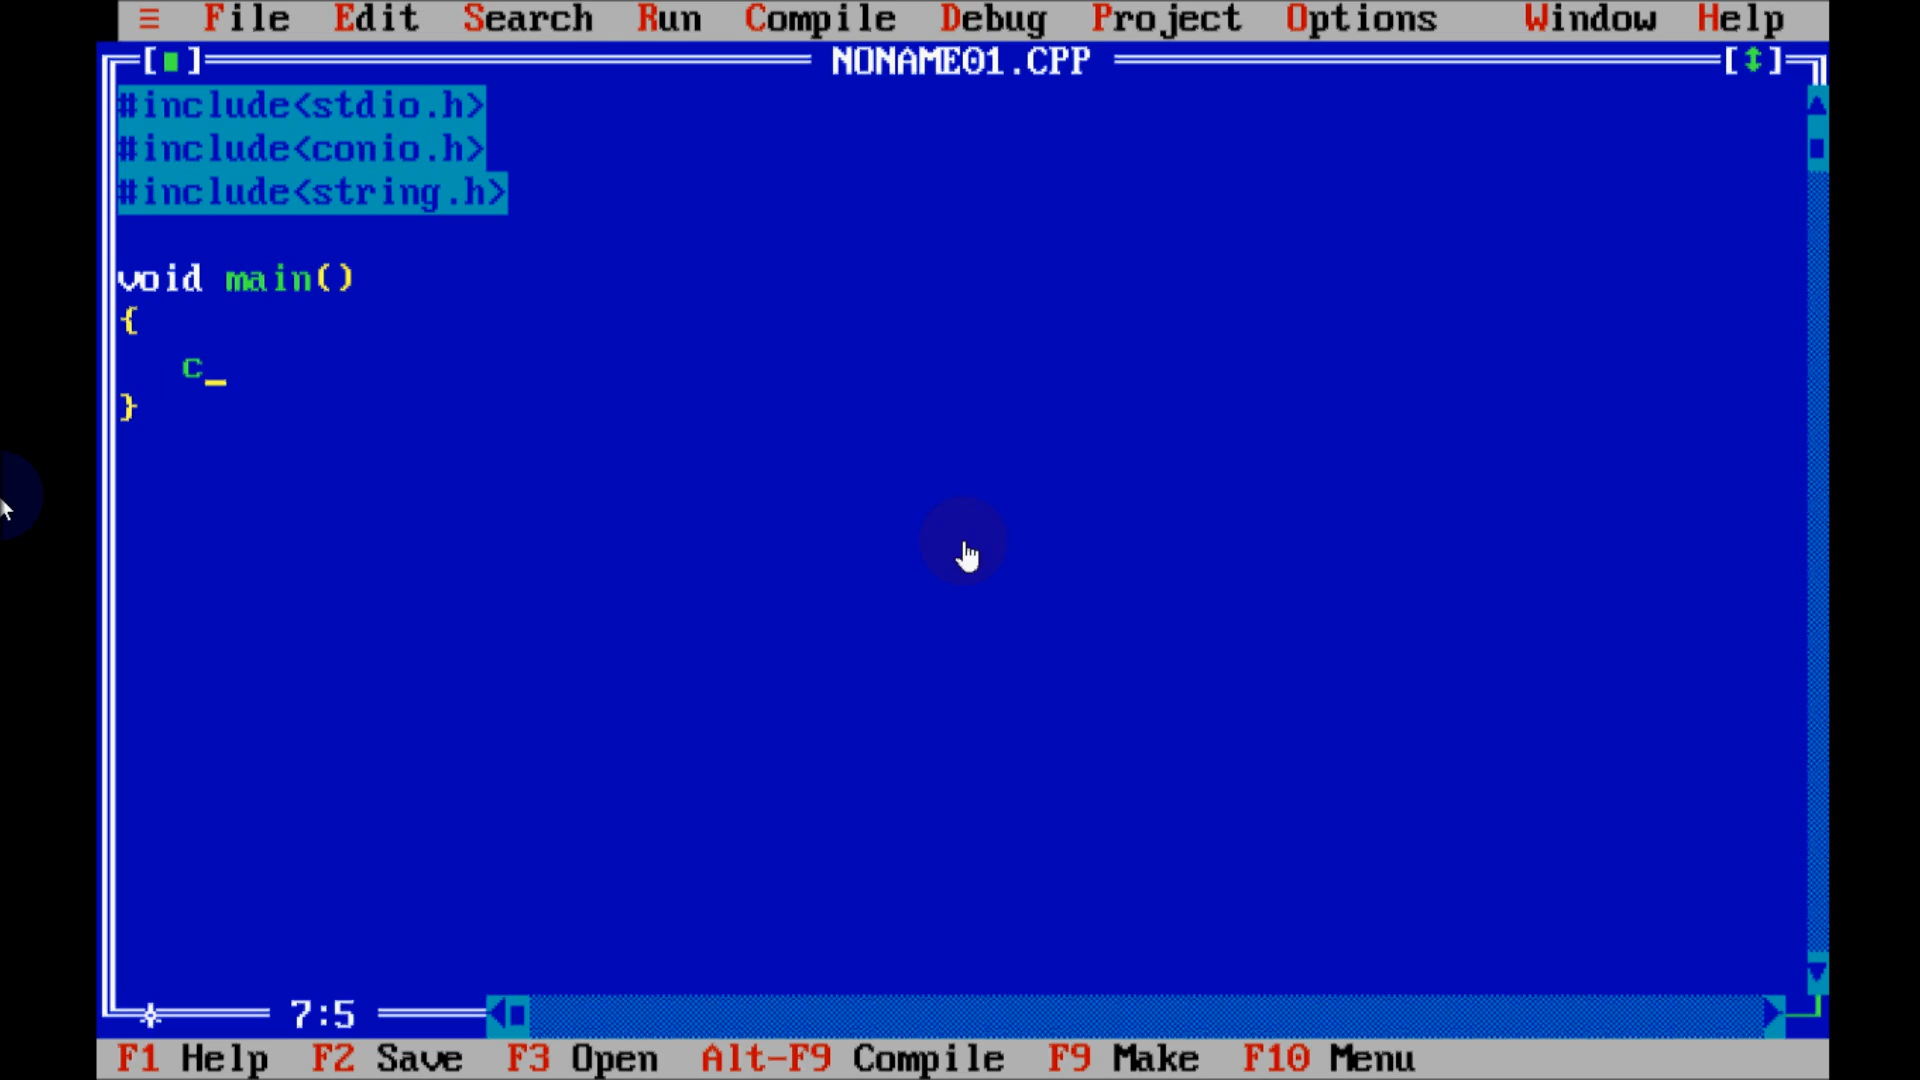 ≡ File Edit Search Run Compile Debug Project Options Window Help
[■] NONAME01.CPP [↕]
#include<stdio.h>
#include<conio.h>
#include<string.h>
void main()
{
c_
}
7:5
F1 Help F2 Save F3 Open Alt-F9 Compile F9 Make F10 Menu